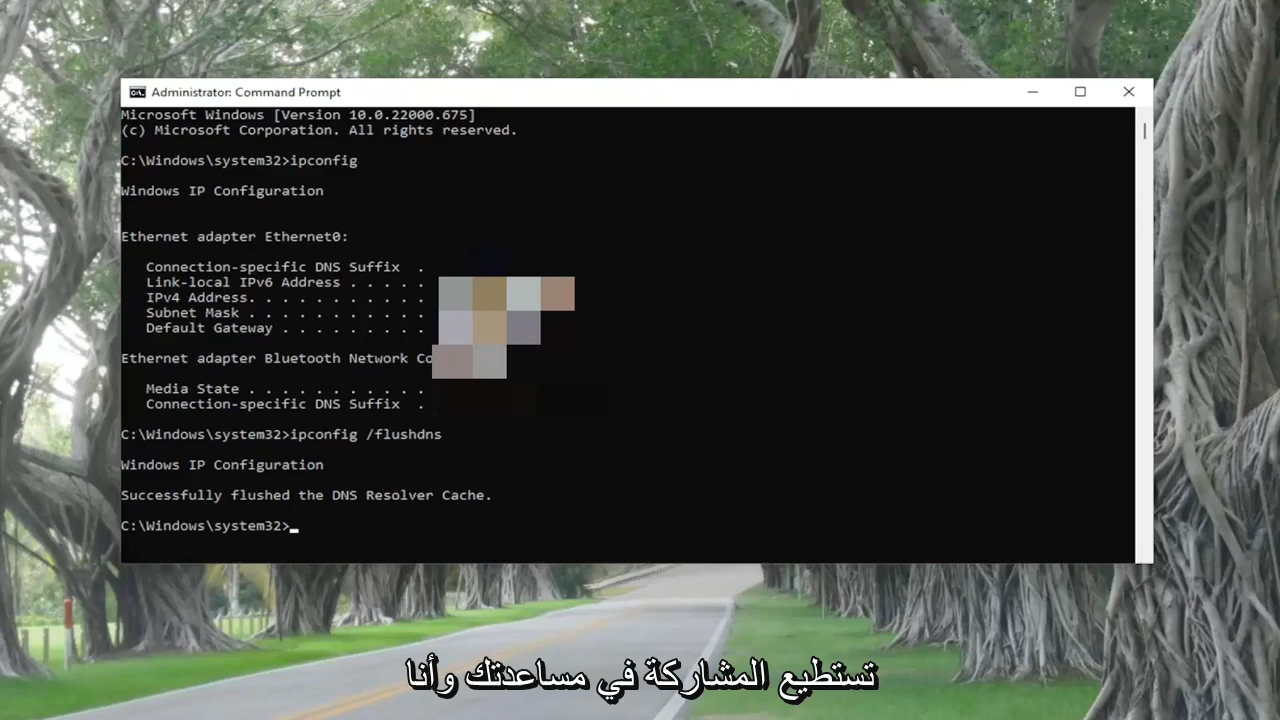 Administrator: Command Prompt
Microsoft Windows [Version 10.0.22000.675]
(c) Microsoft Corporation. All rights reserved.
C:\Windows\system32>ipconfig
Windows IP Configuration
Ethernet adapter Ethernet0:
Connection-specific DNS Suffix  .
Link-local IPv6 Address . . . . .
IPv4 Address. . . . . . . . . . .
Subnet Mask . . . . . . . . . . .
Default Gateway . . . . . . . . .
Ethernet adapter Bluetooth Network Co
Media State . . . . . . . . . . .
Connection-specific DNS Suffix  .
C:\Windows\system32>ipconfig /flushdns
Windows IP Configuration
Successfully flushed the DNS Resolver Cache.
C:\Windows\system32>
تستطيع المشاركة في مساعدتك وأنا